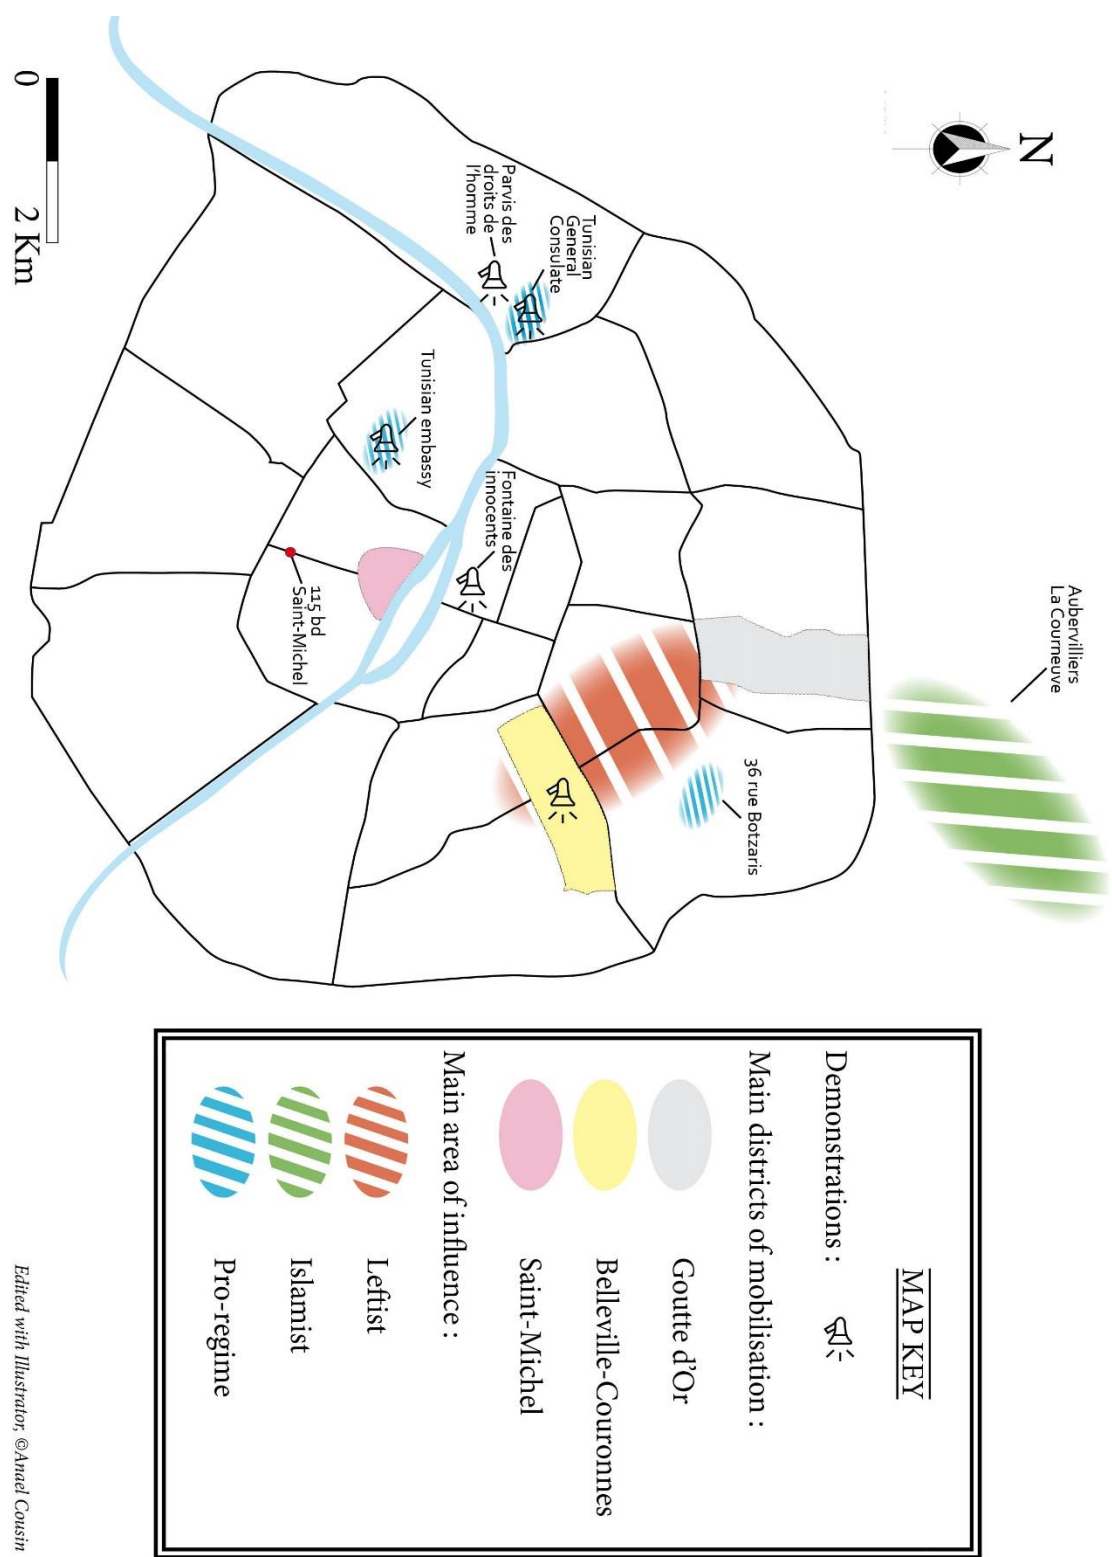 N
Aubervilliers
La Courneuve
Tunisian
General
Consulate
Parvis des
droits de
l'homme
36 rue Botzaris
Fontaine des
innocents
Tunisian embassy
115 bd
Saint-Michel
0 2 Km
MAP KEY
Demonstrations :
Main districts of mobilisation :
Goutte d'Or
Belleville-Couronnes
Saint-Michel
Main area of influence :
Leftist
Islamist
Pro-regime
Edited with Illustrator, ©Anael Cousin